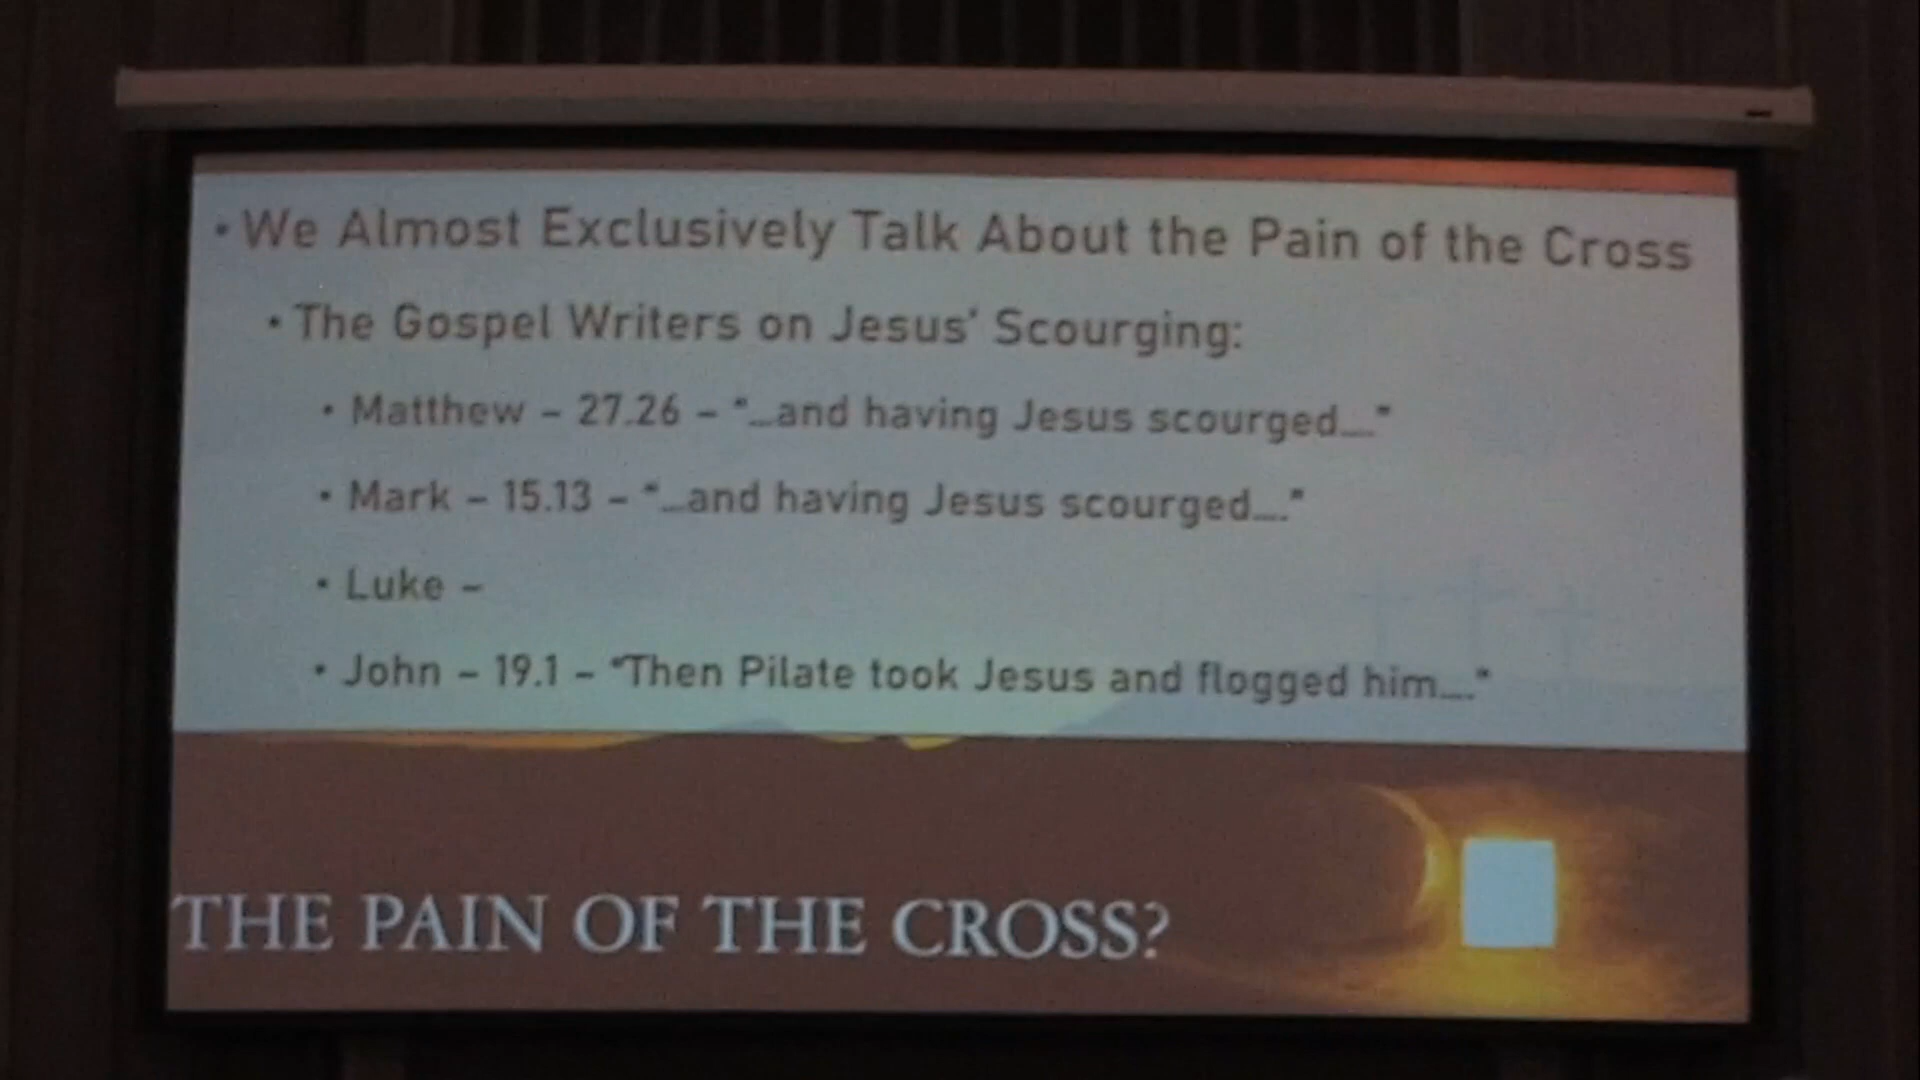 • We Almost Exclusively Talk About the Pain of the Cross
• The Gospel Writers on Jesus' Scourging:
• Matthew – 27.26 – "…and having Jesus scourged…."
• Mark – 15.13 – "…and having Jesus scourged…."
• Luke –
• John – 19.1 – "Then Pilate took Jesus and flogged him…."
THE PAIN OF THE CROSS?